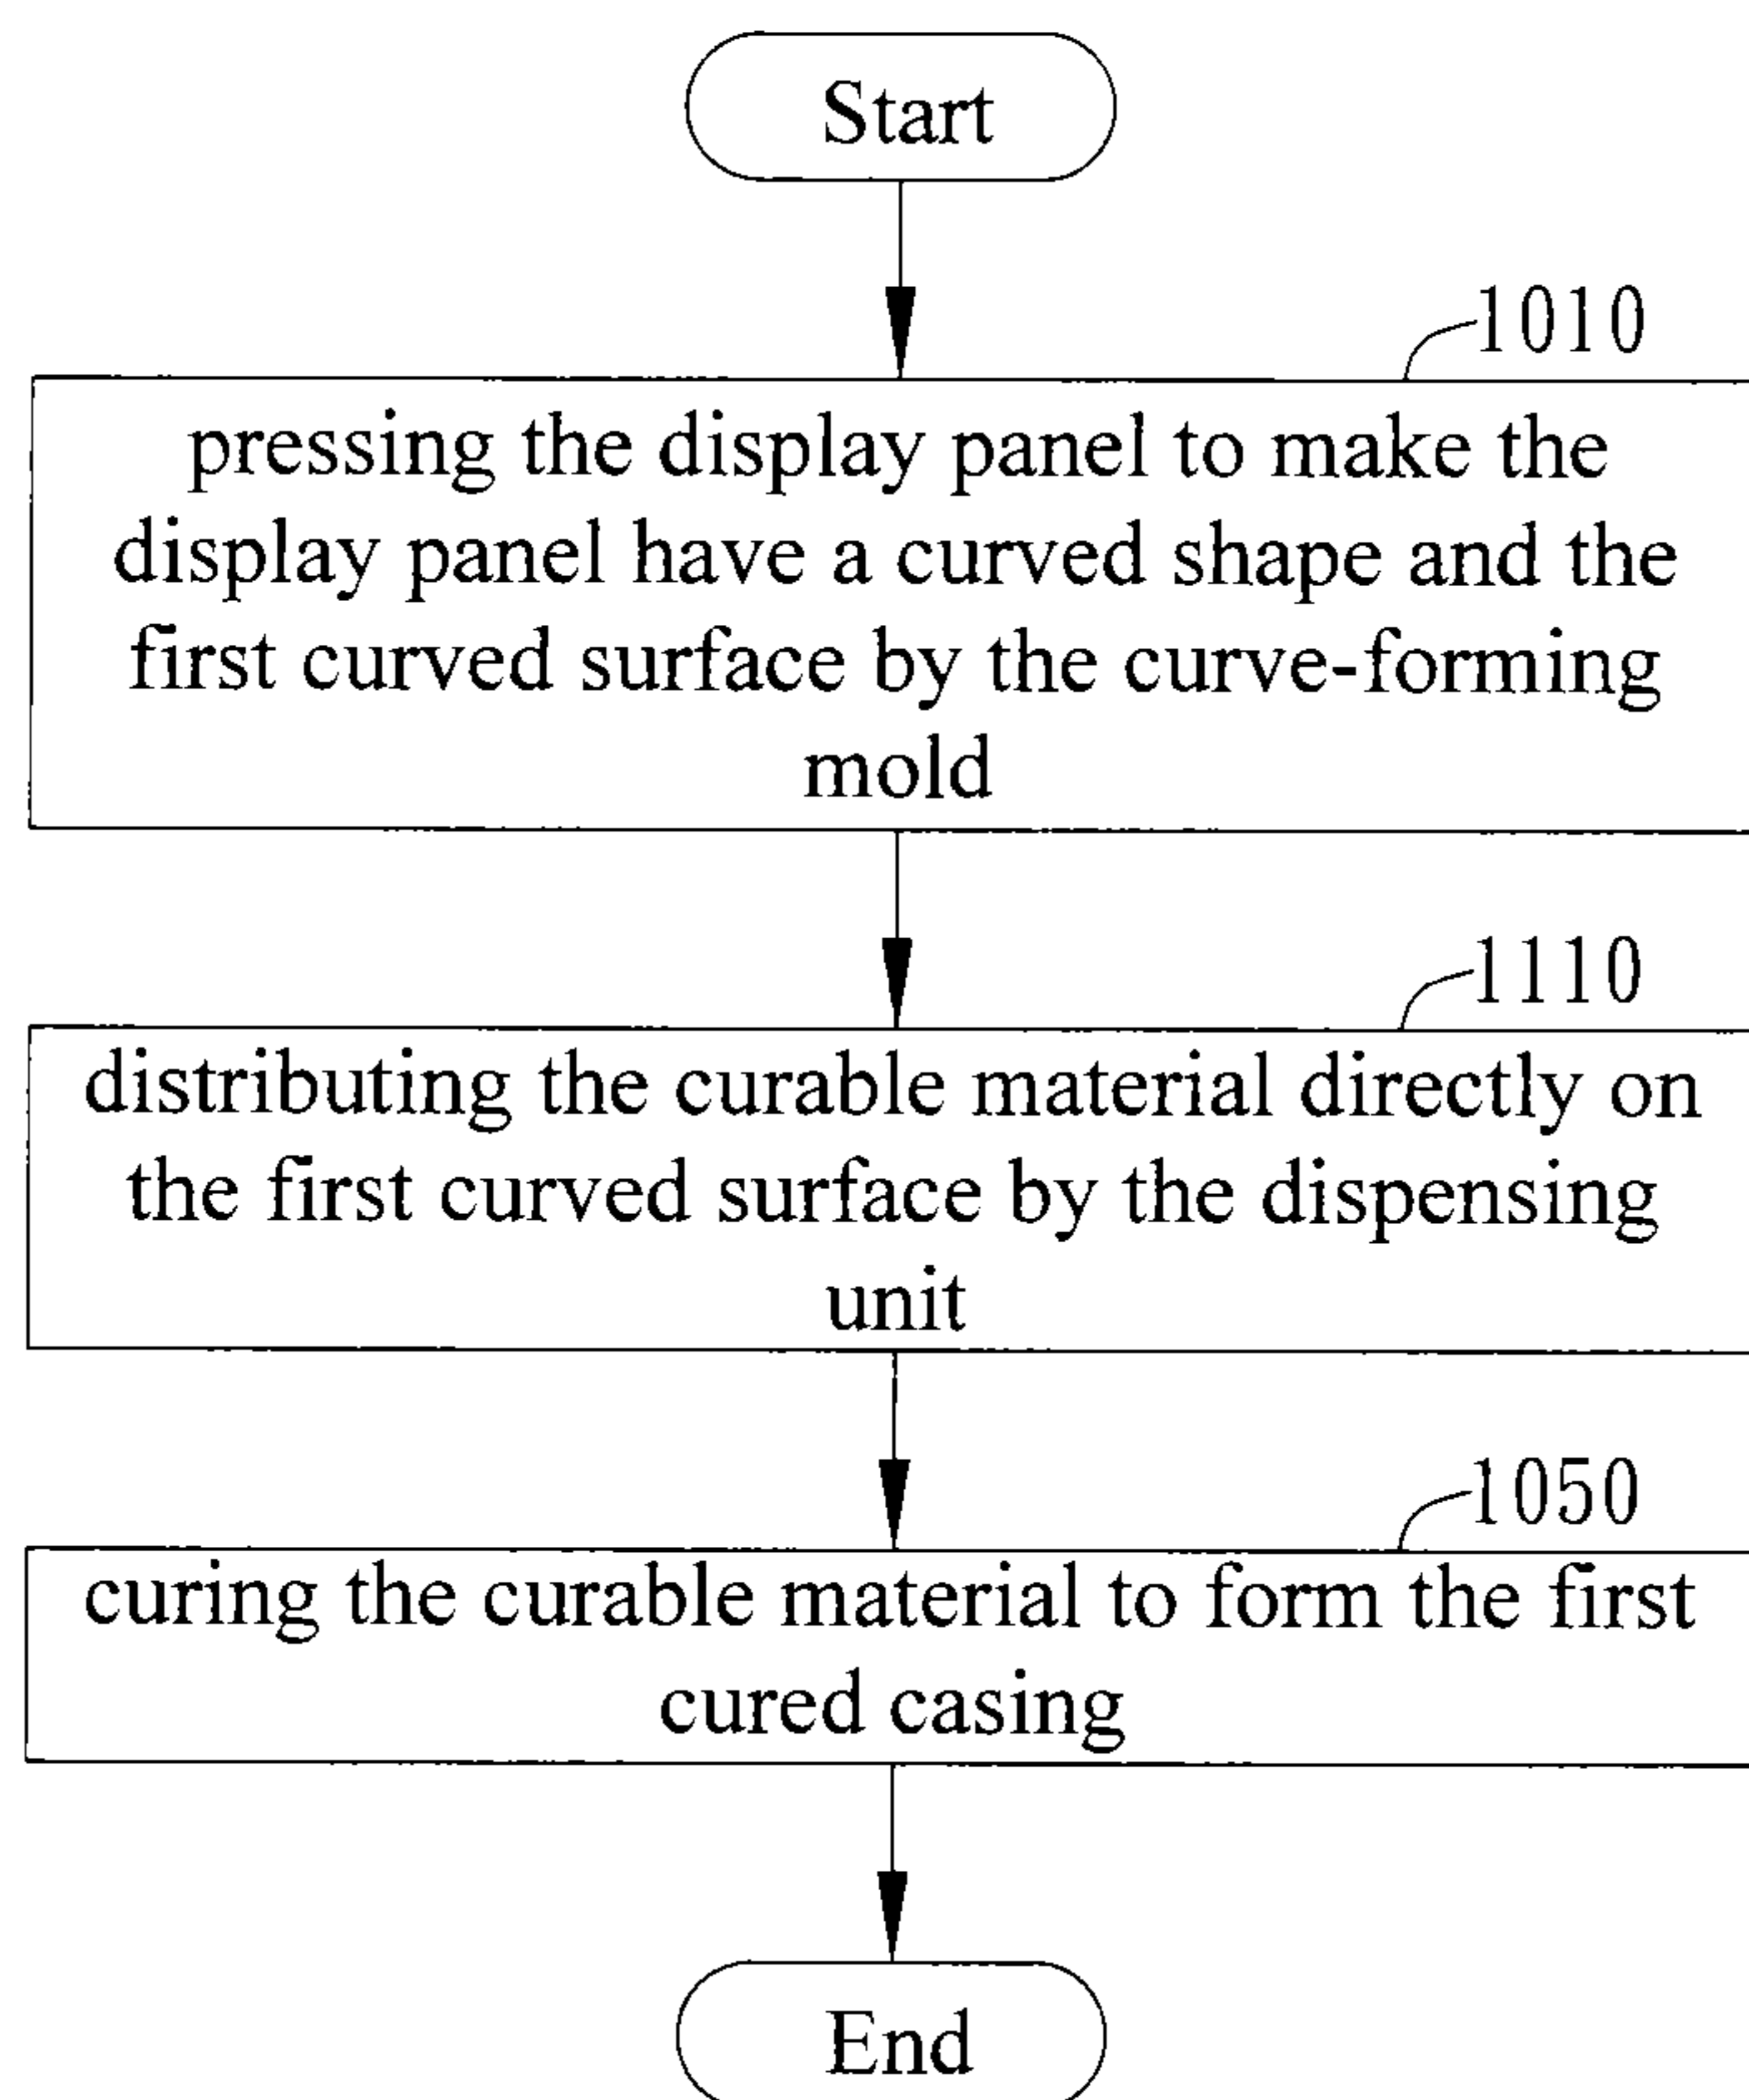 Start
1010
pressing the display panel to make the
display panel have a curved shape and the
first curved surface by the curve-forming
mold
1110
distributing the curable material directly on
the first curved surface by the dispensing
unit
1050
curing the curable material to form the first
cured casing
End